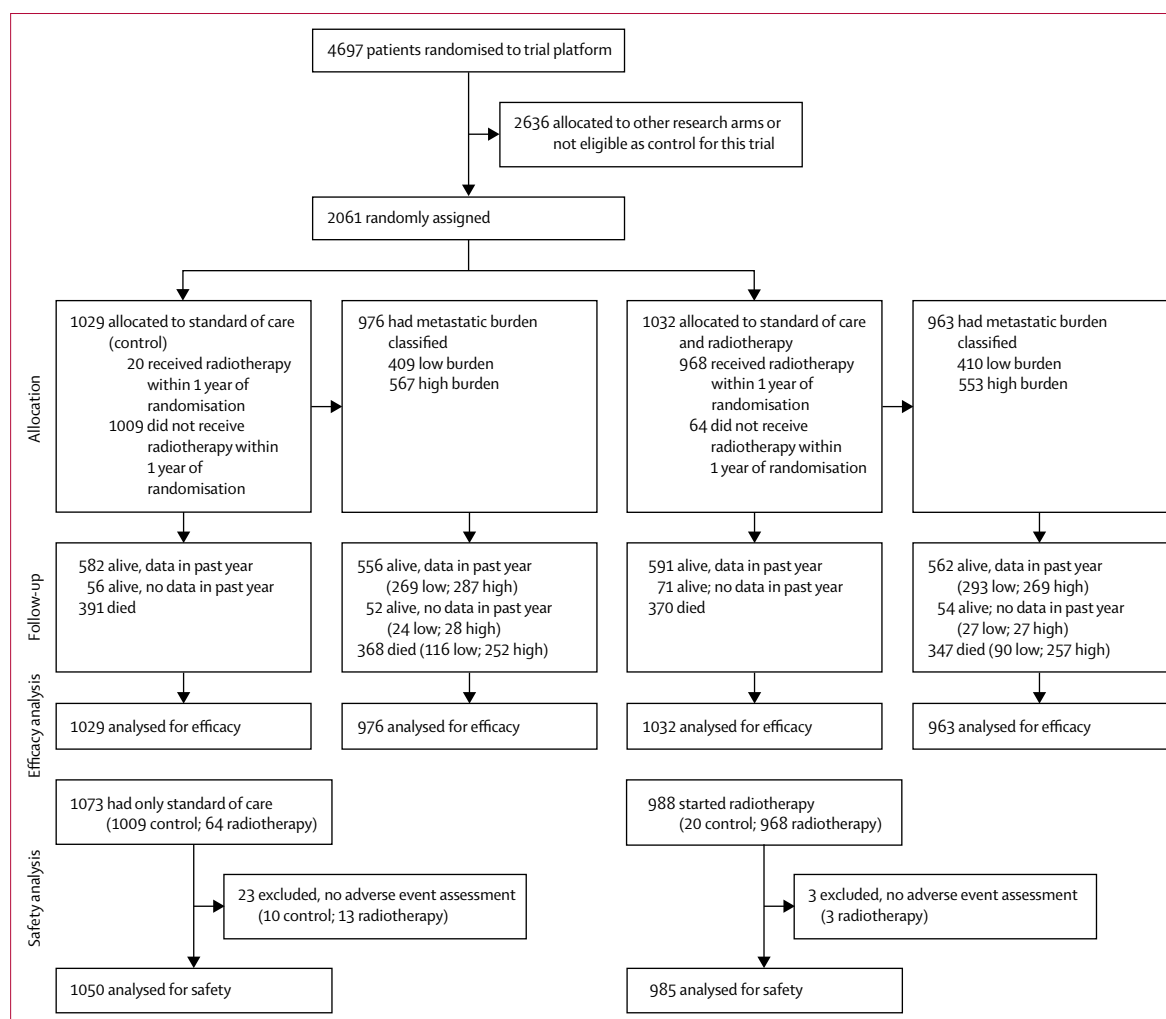 4697 patients randomised to trial platform
2636 allocated to other research arms or
not eligible as control for this trial
2061 randomly assigned
Allocation
1029 allocated to standard of care
(control)
20 received radiotherapy
within 1 year of
randomisation
1009 did not receive
radiotherapy within
1 year of
randomisation
976 had metastatic burden
classified
409 low burden
567 high burden
1032 allocated to standard of care
and radiotherapy
968 received radiotherapy
within 1 year of
randomisation
64 did not receive
radiotherapy within
1 year of randomisation
963 had metastatic burden
classified
410 low burden
553 high burden
Follow-up
582 alive, data in past year
56 alive, no data in past year
391 died
556 alive, data in past year
(269 low; 287 high)
52 alive, no data in past year
(24 low; 28 high)
368 died (116 low; 252 high)
591 alive, data in past year
71 alive; no data in past year
370 died
562 alive, data in past year
(293 low; 269 high)
54 alive; no data in past year
(27 low; 27 high)
347 died (90 low; 257 high)
Efficacy analysis
1029 analysed for efficacy
976 analysed for efficacy
1032 analysed for efficacy
963 analysed for efficacy
Safety analysis
1073 had only standard of care
(1009 control; 64 radiotherapy)
988 started radiotherapy
(20 control; 968 radiotherapy)
23 excluded, no adverse event assessment
(10 control; 13 radiotherapy)
3 excluded, no adverse event assessment
(3 radiotherapy)
1050 analysed for safety
985 analysed for safety